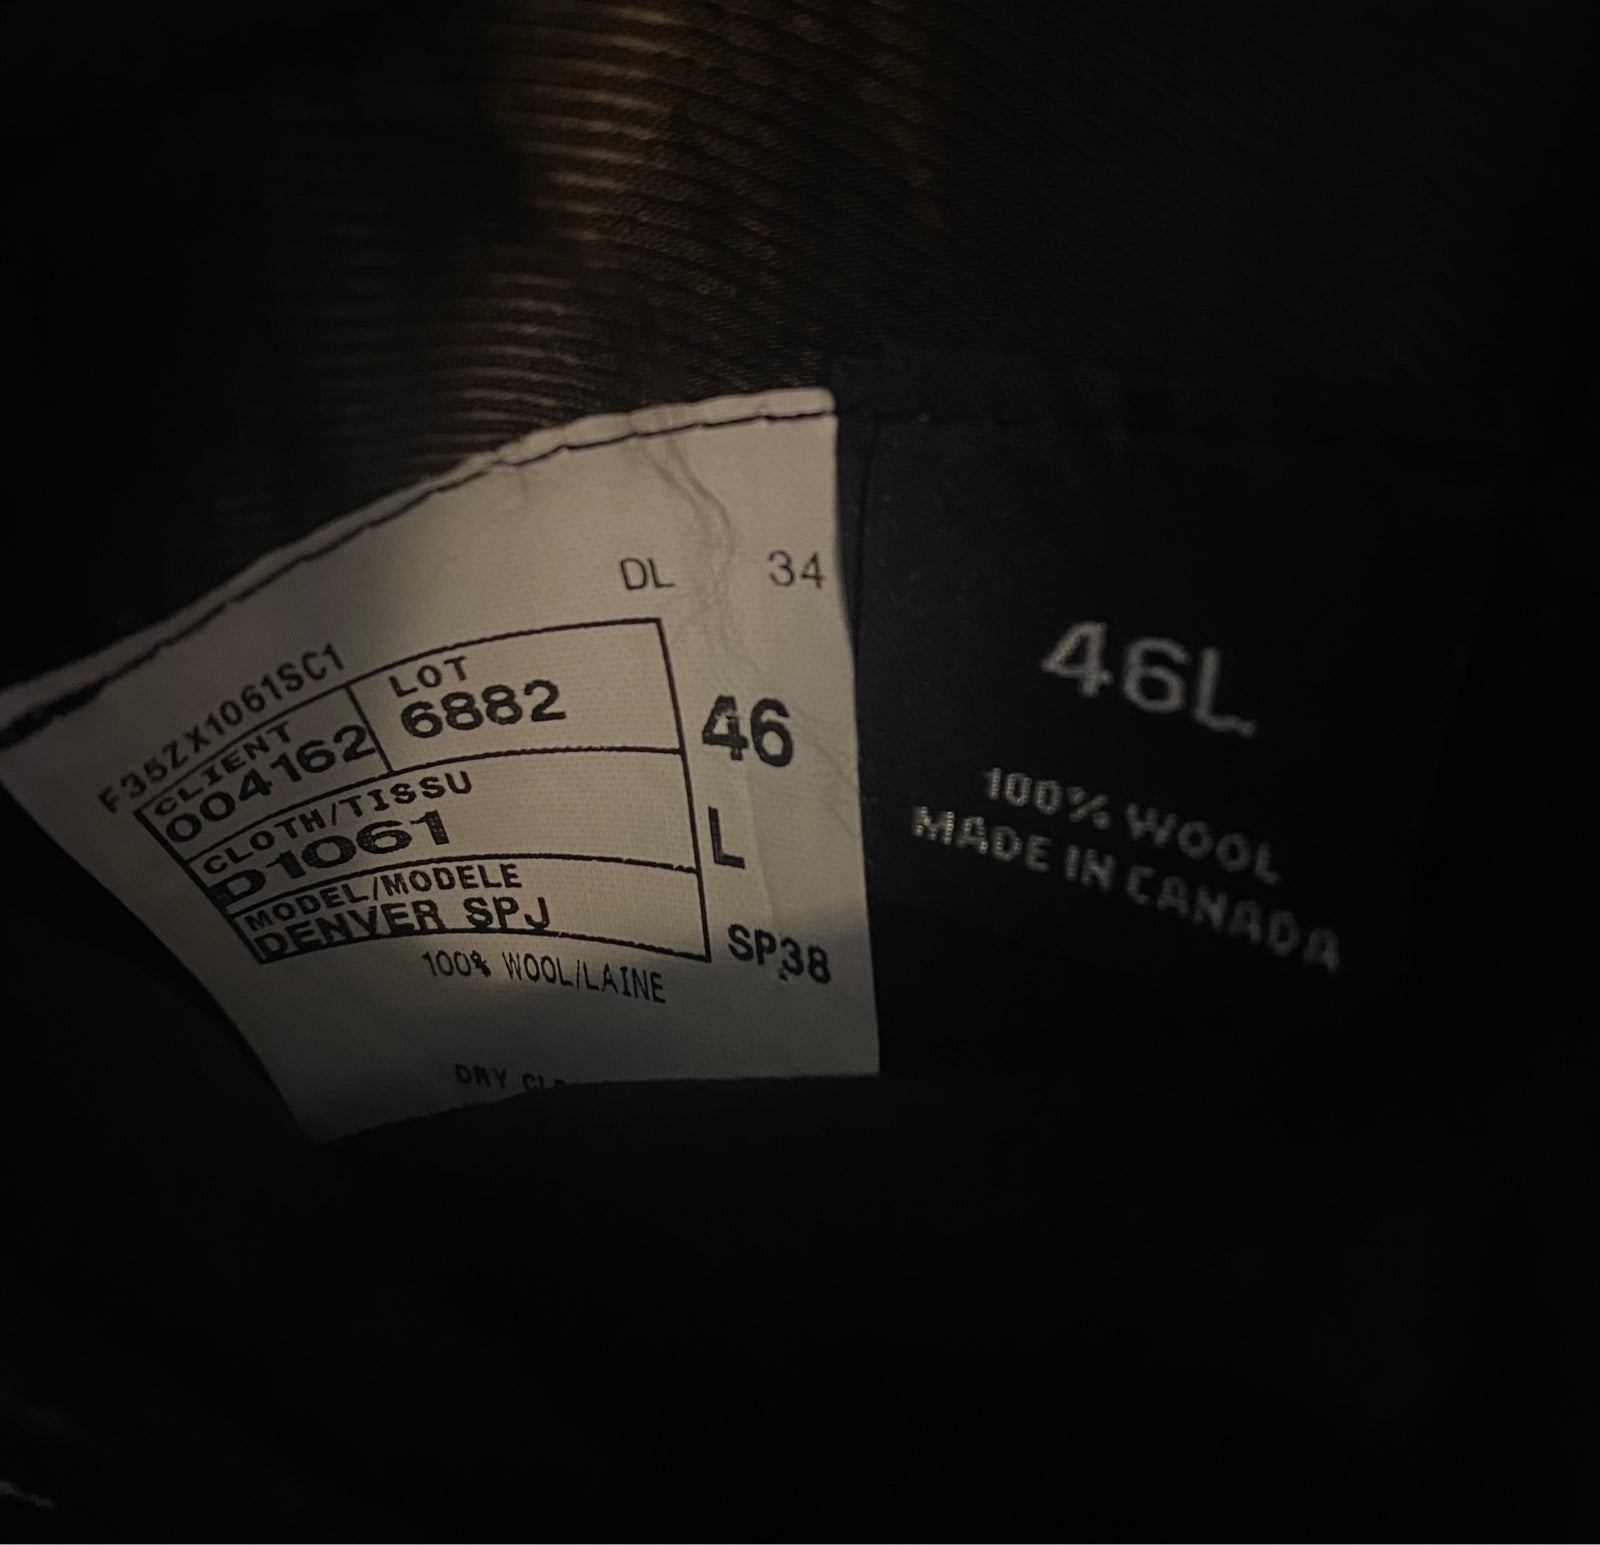 DL 34
F35ZX1061SC1
CLIENT
004162
LOT
6882
CLOTH/TISSU
D1061
MODEL/MODELE
DENVER SPJ
46
L
SP38
100% WOOL/LAINE
DRY
46L
100% WOOL
MADE IN CANADA